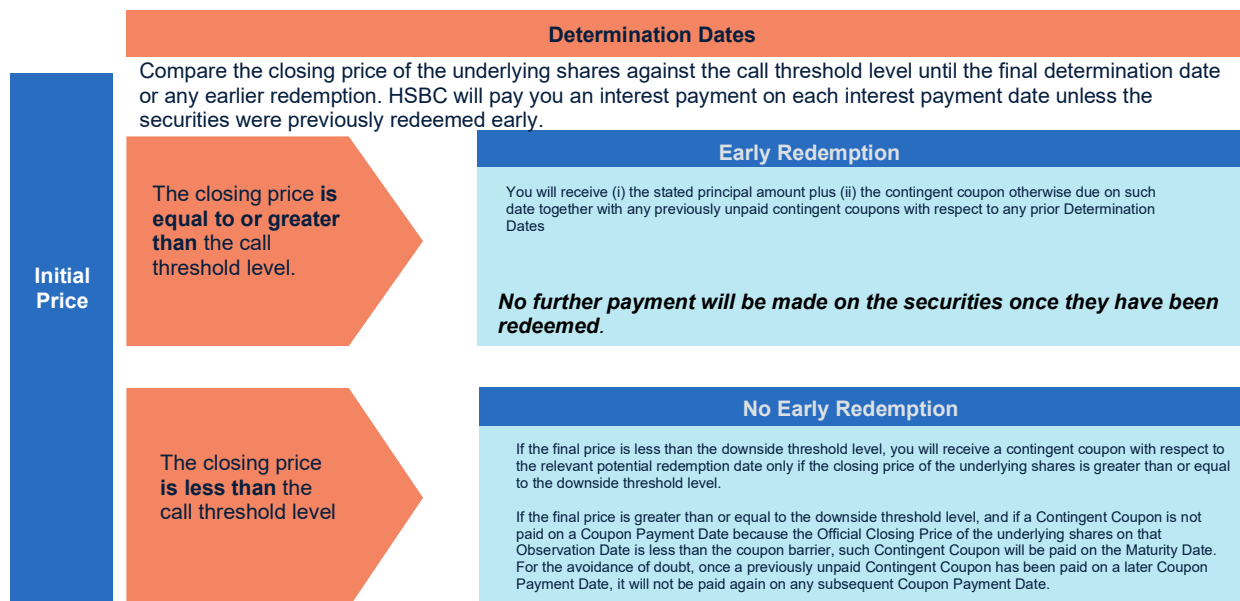 Determination Dates
Compare the closing price of the underlying shares against the call threshold level until the final determination date
or any earlier redemption. HSBC will pay you an interest payment on each interest payment date unless the
securities were previously redeemed early.
Initial
Price
The closing price is
equal to or greater
than the call
threshold level.
Early Redemption
You will receive (i) the stated principal amount plus (ii) the contingent coupon otherwise due on such
date together with any previously unpaid contingent coupons with respect to any prior Determination
Dates
No further payment will be made on the securities once they have been
redeemed.
The closing price
is less than the
call threshold level
No Early Redemption
If the final price is less than the downside threshold level, you will receive a contingent coupon with respect to
the relevant potential redemption date only if the closing price of the underlying shares is greater than or equal
to the downside threshold level.
If the final price is greater than or equal to the downside threshold level, and if a Contingent Coupon is not
paid on a Coupon Payment Date because the Official Closing Price of the underlying shares on that
Observation Date is less than the coupon barrier, such Contingent Coupon will be paid on the Maturity Date.
For the avoidance of doubt, once a previously unpaid Contingent Coupon has been paid on a later Coupon
Payment Date, it will not be paid again on any subsequent Coupon Payment Date.